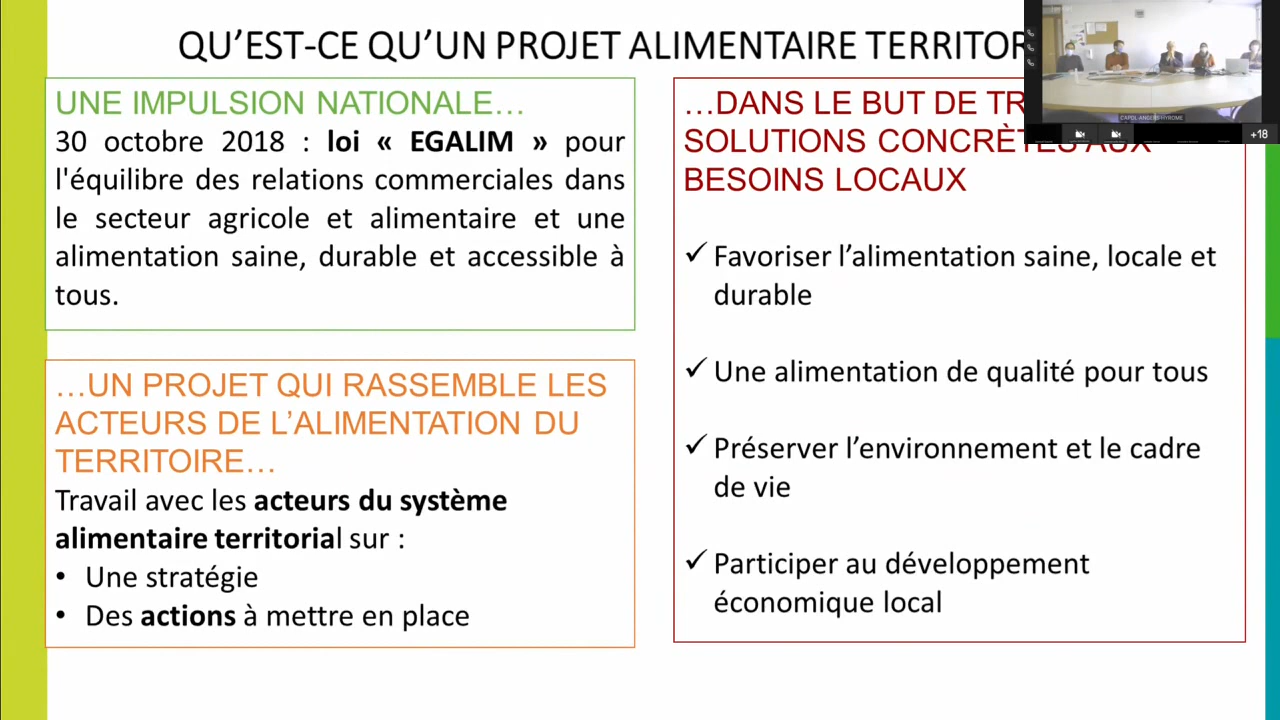 QU’EST-CE QU’UN PROJET ALIMENTAIRE
UNE IMPULSION NATIONALE…
30 octobre 2018 : loi « EGALIM » pour
l'équilibre des relations commerciales dans
le secteur agricole et alimentaire et une
alimentation saine, durable et accessible à
tous.
…UN PROJET QUI RASSEMBLE LES
ACTEURS DE L’ALIMENTATION DU
TERRITOIRE…
Travail avec les acteurs du système
alimentaire territorial sur :
• Une stratégie
• Des actions à mettre en place
…DANS LE BUT DE
SOLUTIONS CONCRÈTES AUX
BESOINS LOCAUX
✓ Favoriser l’alimentation saine, locale et
durable
✓ Une alimentation de qualité pour tous
✓ Préserver l’environnement et le cadre
de vie
✓ Participer au développement
économique local
+18